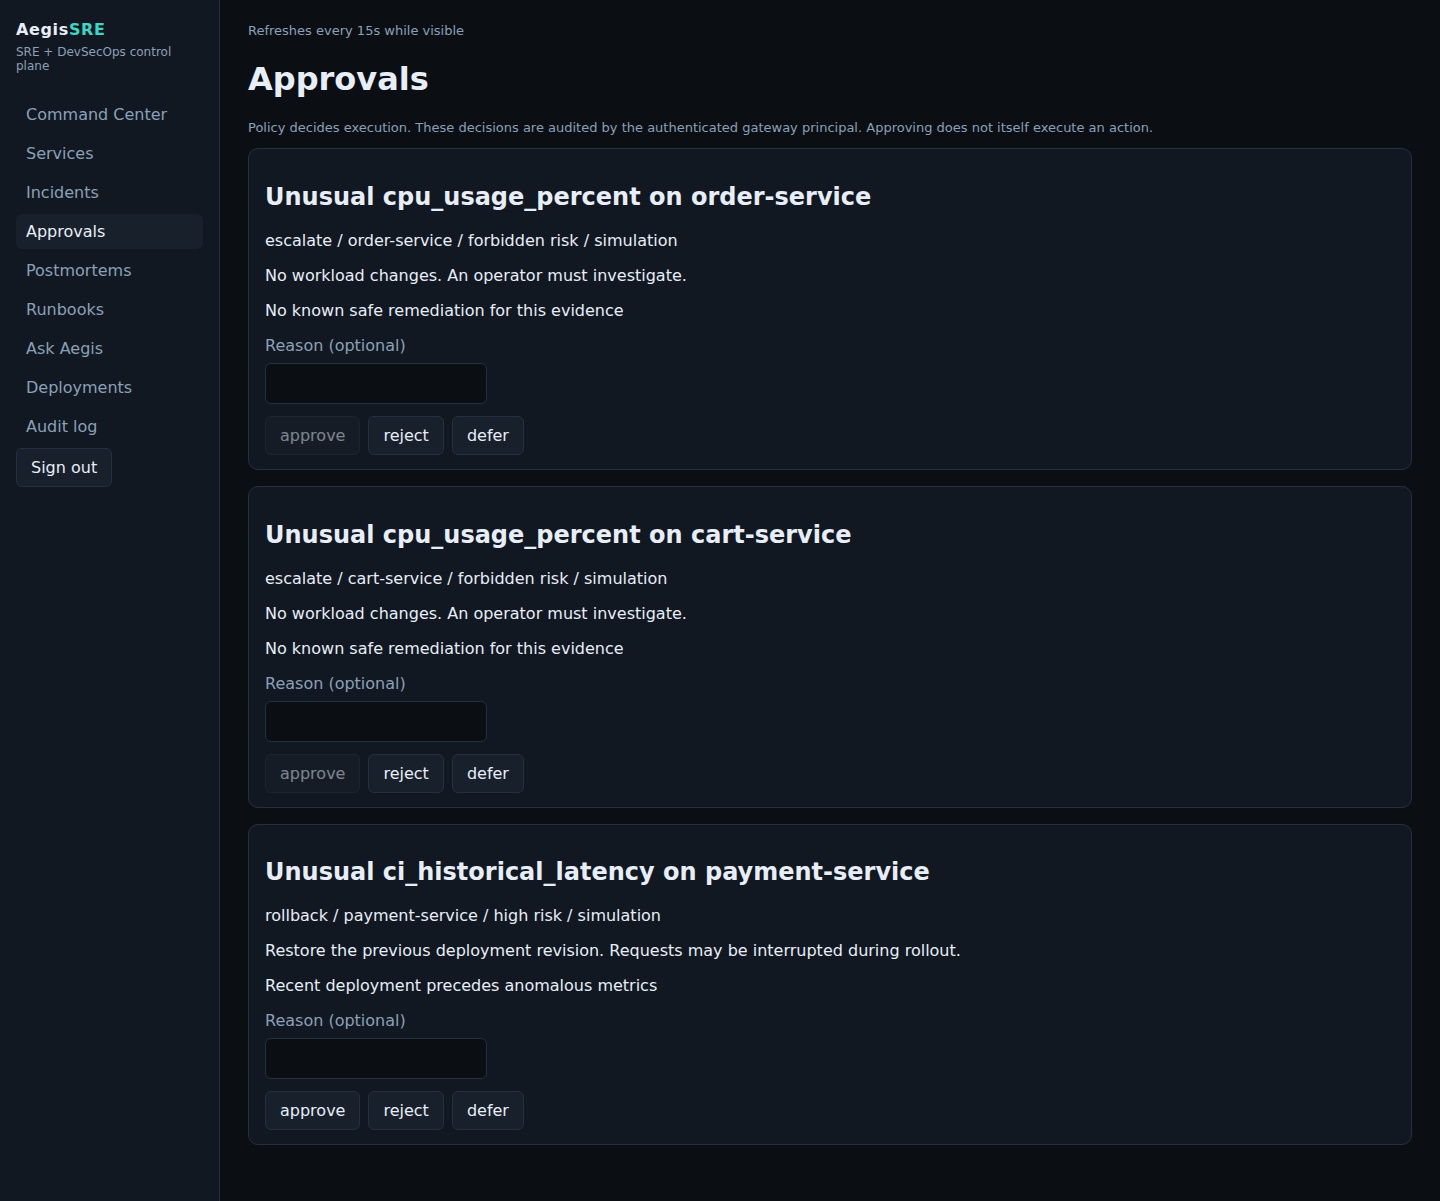 AegisSRE
SRE + DevSecOps control
plane
Command Center
Services
Incidents
Approvals
Postmortems
Runbooks
Ask Aegis
Deployments
Audit log
Sign out
Refreshes every 15s while visible
Approvals
Policy decides execution. These decisions are audited by the authenticated gateway principal. Approving does not itself execute an action.
Unusual cpu_usage_percent on order-service
escalate / order-service / forbidden risk / simulation
No workload changes. An operator must investigate.
No known safe remediation for this evidence
Reason (optional)
approve reject defer
Unusual cpu_usage_percent on cart-service
escalate / cart-service / forbidden risk / simulation
No workload changes. An operator must investigate.
No known safe remediation for this evidence
Reason (optional)
approve reject defer
Unusual ci_historical_latency on payment-service
rollback / payment-service / high risk / simulation
Restore the previous deployment revision. Requests may be interrupted during rollout.
Recent deployment precedes anomalous metrics
Reason (optional)
approve reject defer